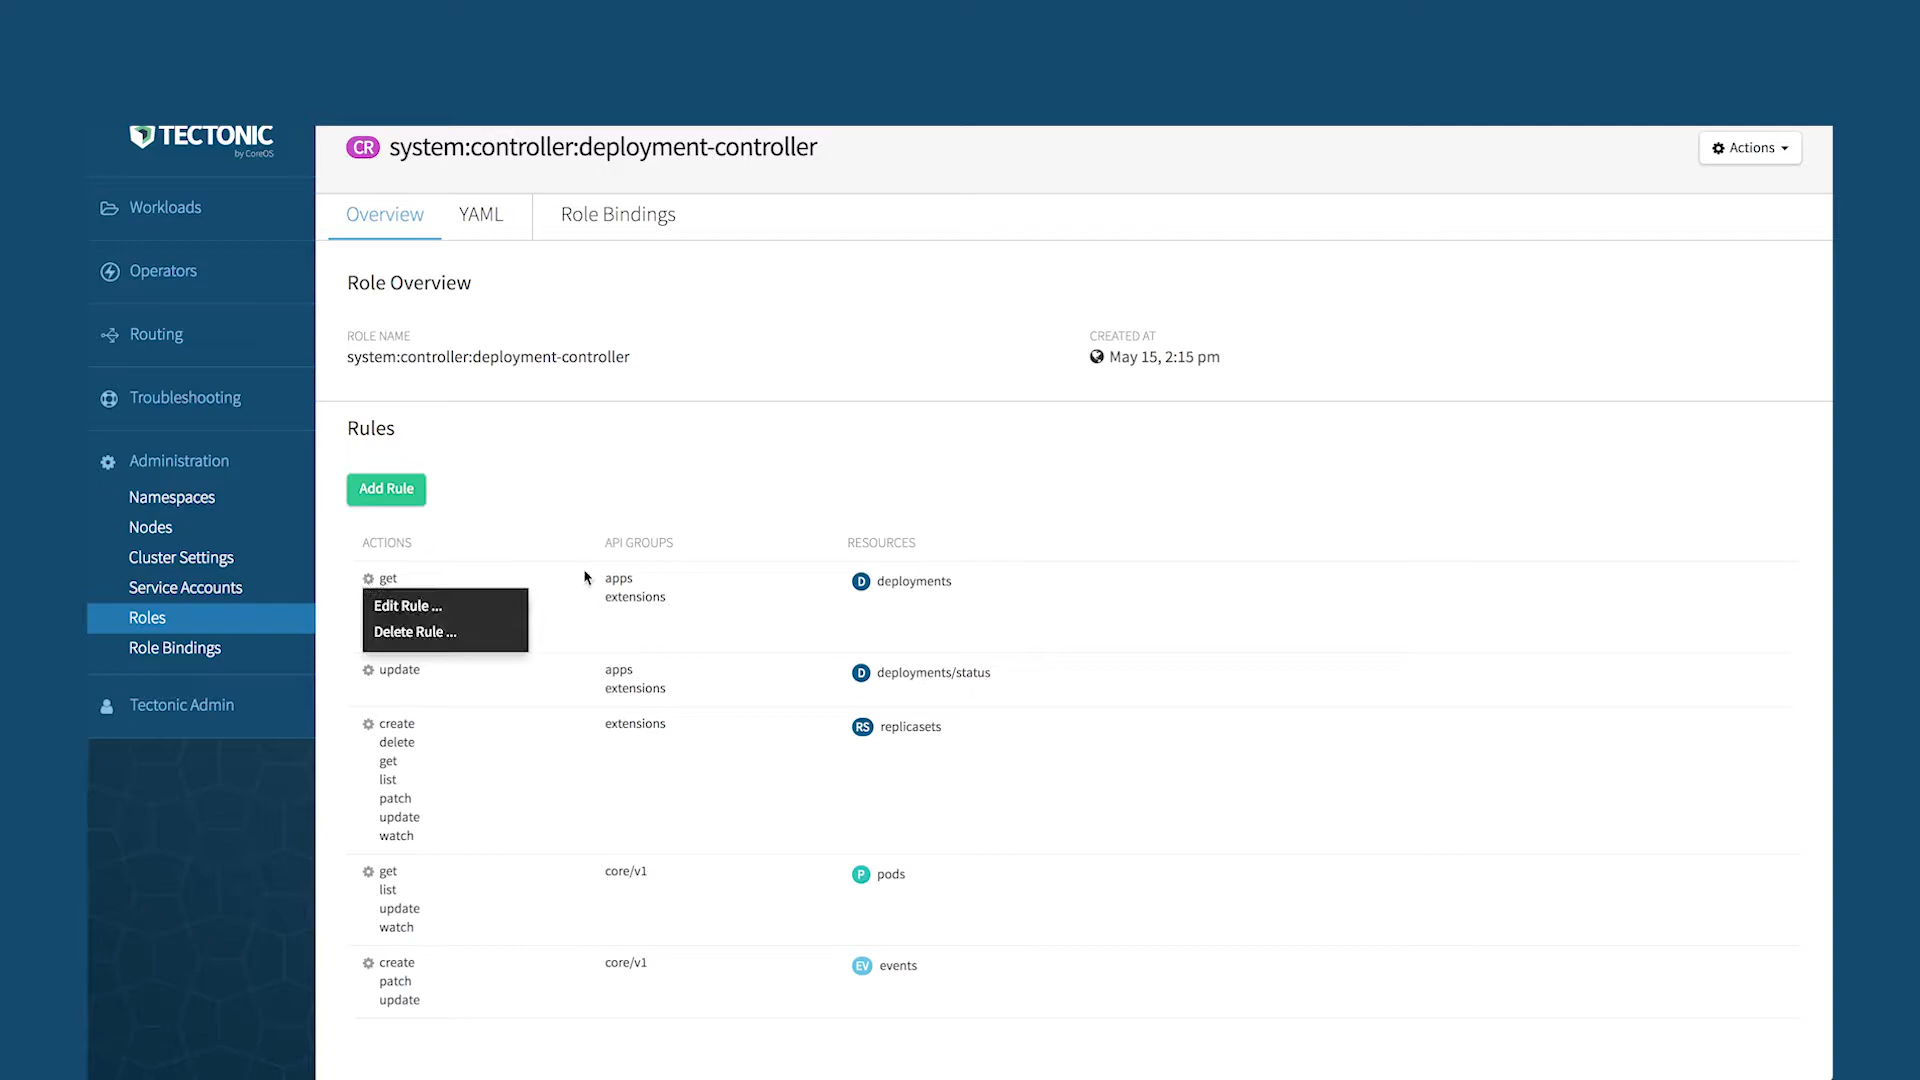 TECTONIC
by CoreOS
Workloads
Operators
Routing
Troubleshooting
Administration
Namespaces
Nodes
Cluster Settings
Service Accounts
Roles
Role Bindings
Tectonic Admin
CR system:controller:deployment-controller
Actions
Overview YAML Role Bindings
Role Overview
ROLE NAME CREATED AT
system:controller:deployment-controller May 15, 2:15 pm
Rules
Add Rule
ACTIONS API GROUPS RESOURCES
get apps D deployments
extensions
Edit Rule ...
Delete Rule ...
update apps D deployments/status
extensions
create extensions RS replicasets
delete
get
list
patch
update
watch
get core/v1 P pods
list
update
watch
create core/v1 EV events
patch
update